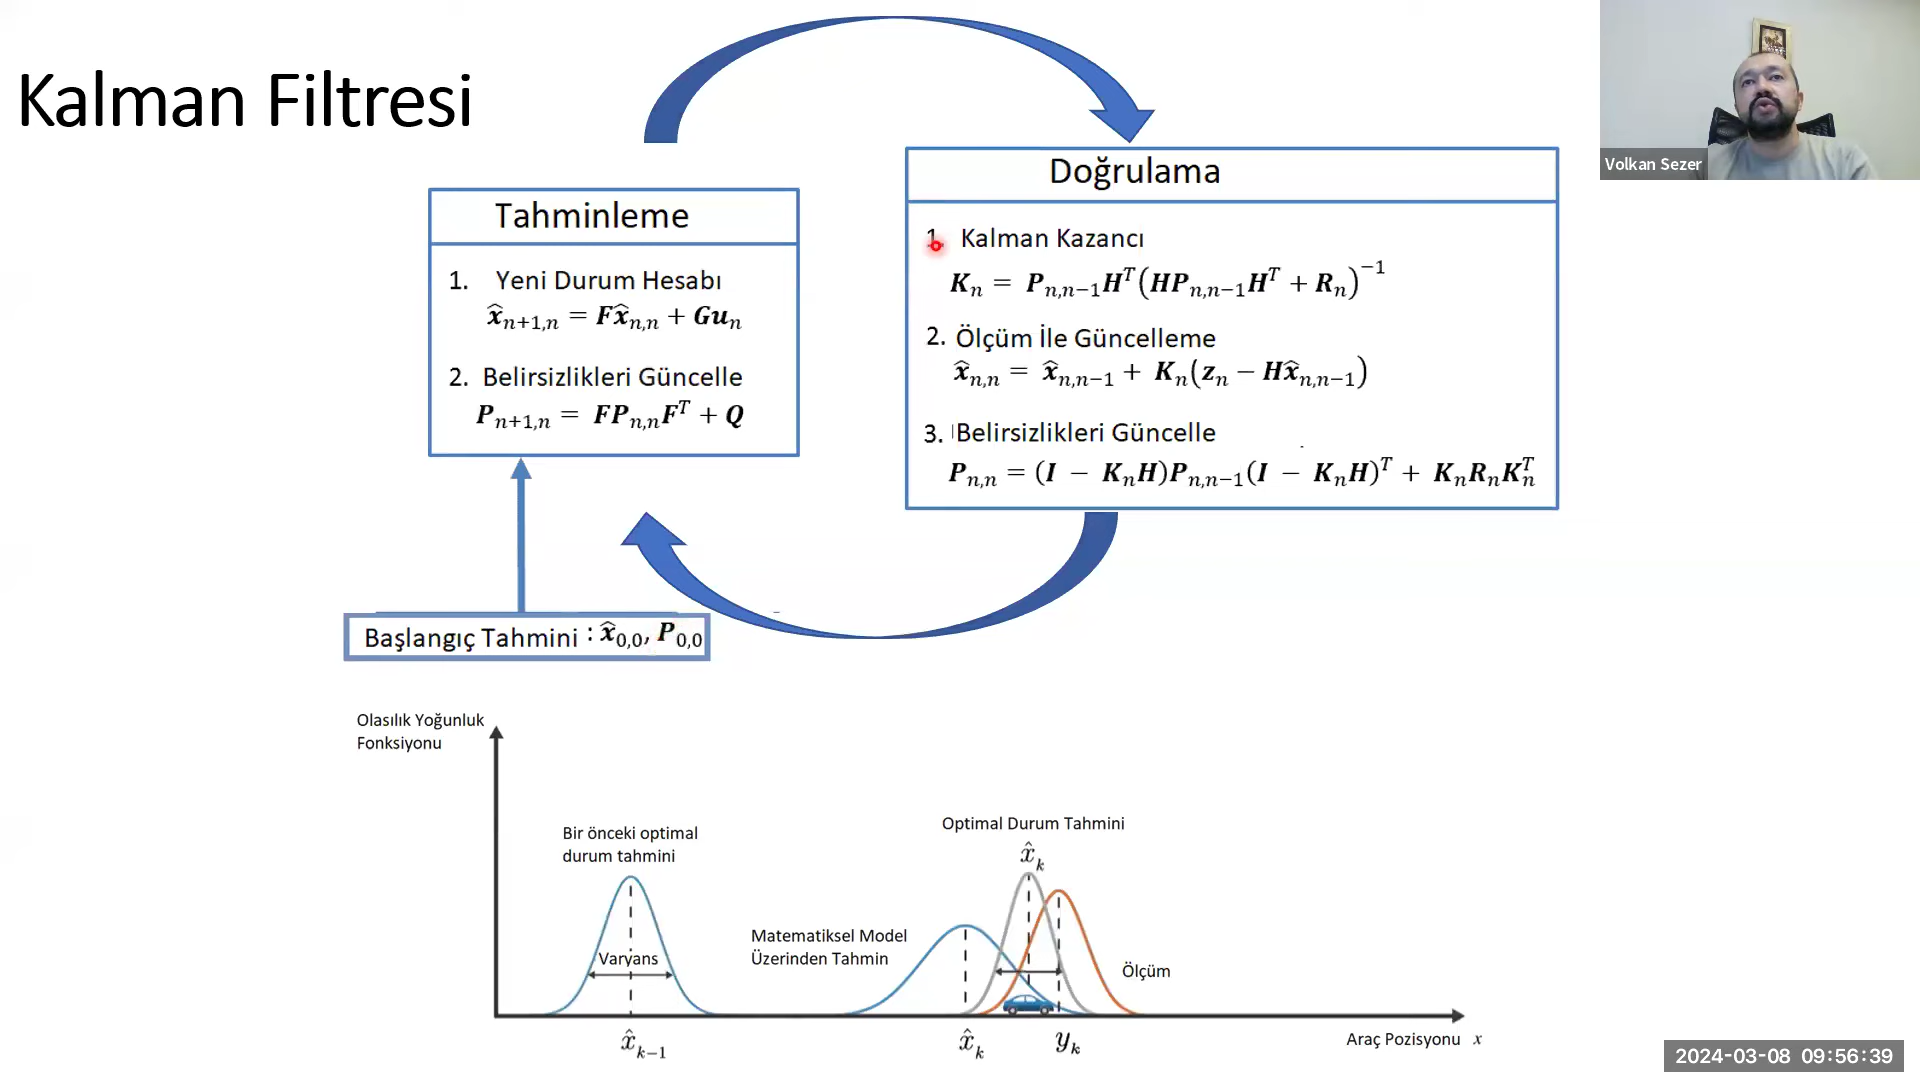 Kalman Filtresi
Volkan Sezer
Tahminleme
1. Yeni Durum Hesabı
x̂n+1,n = Fx̂n,n + Gun
2. Belirsizlikleri Güncelle
Pn+1,n = FPn,nF^T + Q
Doğrulama
1. Kalman Kazancı
Kn = Pn,n−1H^T(HPn,n−1H^T + Rn)^−1
2. Ölçüm İle Güncelleme
x̂n,n = x̂n,n−1 + Kn(zn − Hx̂n,n−1)
3. Belirsizlikleri Güncelle
Pn,n = (I − KnH)Pn,n−1(I − KnH)^T + KnRnKn^T
Başlangıç Tahmini : x̂0,0, P0,0
Olasılık Yoğunluk
Fonksiyonu
Bir önceki optimal
durum tahmini
Varyans
x̂k−1
Matematiksel Model
Üzerinden Tahmin
x̂k
Optimal Durum Tahmini
x̂k
Ölçüm
yk
Araç Pozisyonu x
2024-03-08 09:56:39